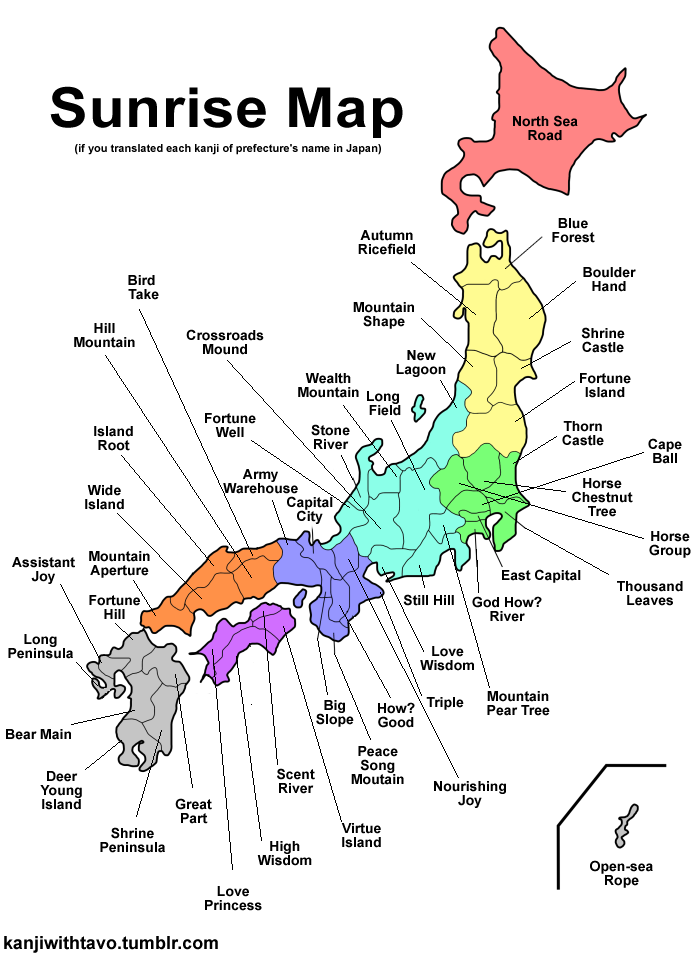 Sunrise Map
(if you translated each kanji of prefecture's name in Japan)
North Sea
Road
Blue
Forest
Autumn
Ricefield
Boulder
Hand
Bird
Take
Mountain
Shape
Hill
Mountain
Crossroads
Mound
Shrine
Castle
New
Lagoon
Wealth
Mountain
Long
Field
Fortune
Island
Fortune
Well
Stone
River
Thorn
Castle
Island
Root
Cape
Ball
Army
Warehouse
Wide
Island
Capital
City
Horse
Chestnut
Tree
Horse
Group
Mountain
Aperture
Assistant
Joy
East Capital
Thousand
Leaves
Still Hill
God How?
River
Fortune
Hill
Long
Peninsula
Love
Wisdom
Mountain
Pear Tree
Big
Slope
How?
Good
Triple
Bear Main
Peace
Song
Moutain
Nourishing
Joy
Deer
Young
Island
Scent
River
Great
Part
Shrine
Peninsula
Virtue
Island
High
Wisdom
Love
Princess
Open-sea
Rope
kanjiwithtavo.tumblr.com